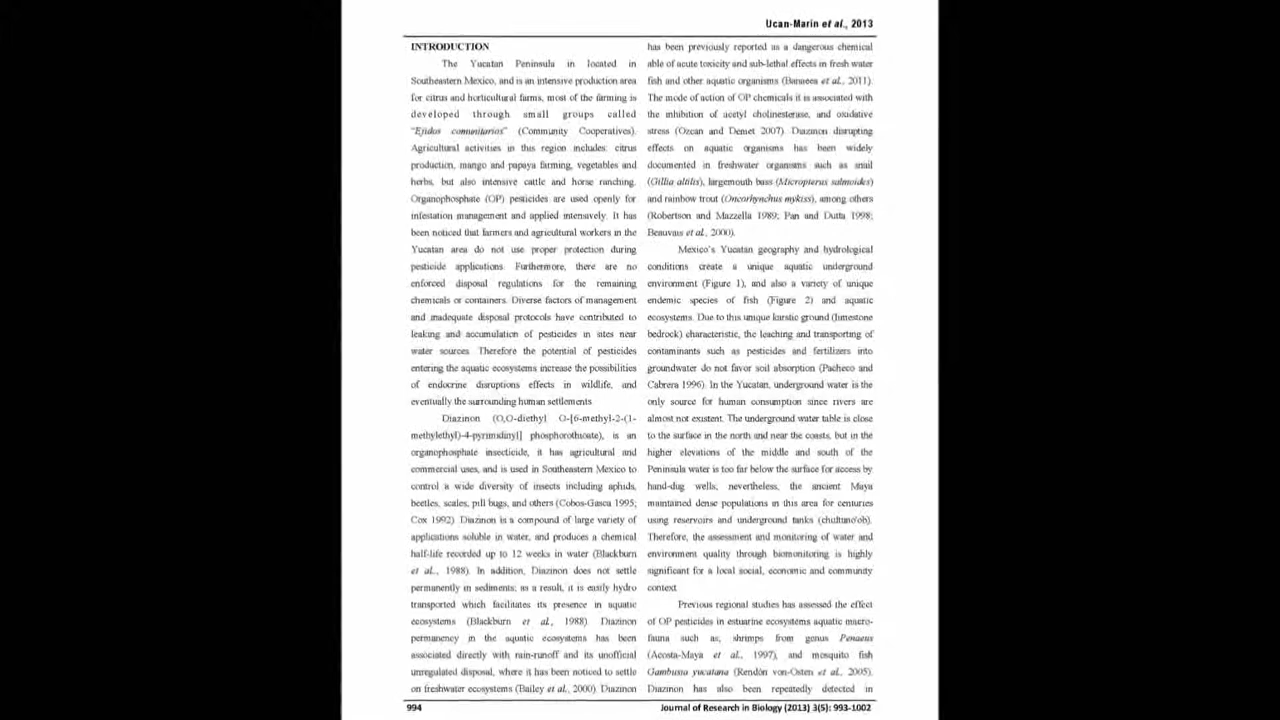 Ucan-Marin et al., 2013
INTRODUCTION
The Yucatan Peninsula in located in
Southeastern Mexico, and is an intensive production area
for citrus and horticultural farms, most of the farming is
developed through small groups called
"Ejidos comunitarios" (Community Cooperatives).
Agricultural activities in this region includes: citrus
production, mango and papaya farming, vegetables and
herbs, but also intensive cattle and horse ranching.
Organophosphate (OP) pesticides are used openly for
infestation management and applied intensively. It has
been noticed that farmers and agricultural workers in the
Yucatan area do not use proper protection during
pesticide applications. Furthermore, there are no
enforced disposal regulations for the remaining
chemicals or containers. Diverse factors of management
and inadequate disposal protocols have contributed to
leaking and accumulation of pesticides in sites near
water sources. Therefore the potential of pesticides
entering the aquatic ecosystems increase the possibilities
of endocrine disruptions effects in wildlife, and
eventually the surrounding human settlements.
Diazinon (O,O-diethyl O-[6-methyl-2-(1-
methylethyl)-4-pyrimidinyl] phosphorothioate), is an
organophosphate insecticide, it has agricultural and
commercial uses, and is used in Southeastern Mexico to
control a wide diversity of insects including aphids,
beetles, scales, pill bugs, and others (Cobos-Gasca 1995;
Cox 1992). Diazinon is a compound of large variety of
applications soluble in water, and produces a chemical
half-life recorded up to 12 weeks in water (Blackburn
et al., 1988). In addition, Diazinon does not settle
permanently in sediments; as a result, it is easily hydro
transported which facilitates its presence in aquatic
ecosystems (Blackburn et al., 1988). Diazinon
permanency in the aquatic ecosystems has been
associated directly with rain-runoff and its unofficial
unregulated disposal, where it has been noticed to settle
on freshwater ecosystems (Bailey et al., 2000). Diazinon
has been previously reported as a dangerous chemical
able of acute toxicity and sub-lethal effects in fresh water
fish and other aquatic organisms (Banaee et al., 2011).
The mode of action of OP chemicals it is associated with
the inhibition of acetyl cholinesterase, and oxidative
stress (Ozcan and Demet 2007). Diazinon disrupting
effects on aquatic organisms has been widely
documented in freshwater organisms such as snail
(Gillia altilis), largemouth bass (Micropterus salmoides)
and rainbow trout (Oncorhynchus mykiss), among others
(Robertson and Mazzella 1989; Pan and Dutta 1998;
Beauvais et al., 2000).
Mexico's Yucatan geography and hydrological
conditions create a unique aquatic underground
environment (Figure 1), and also a variety of unique
endemic species of fish (Figure 2) and aquatic
ecosystems. Due to this unique karstic ground (limestone
bedrock) characteristic, the leaching and transporting of
contaminants such as pesticides and fertilizers into
groundwater do not favor soil absorption (Pacheco and
Cabrera 1996). In the Yucatan, underground water is the
only source for human consumption since rivers are
almost not existent. The underground water table is close
to the surface in the north and near the coasts, but in the
higher elevations of the middle and south of the
Peninsula water is too far below the surface for access by
hand-dug wells; nevertheless, the ancient Maya
maintained dense populations in this area for centuries
using reservoirs and underground tanks (chultuno'ob).
Therefore, the assessment and monitoring of water and
environment quality through biomonitoring is highly
significant for a local social, economic and community
context.
Previous regional studies has assessed the effect
of OP pesticides in estuarine ecosystems aquatic macro-
fauna such as, shrimps from genus Penaeus
(Acosta-Maya et al., 1997), and mosquito fish
Gambusia yucatana (Rendón von-Osten et al., 2005).
Diazinon has also been repeatedly detected in
994
Journal of Research in Biology (2013) 3(5): 993-1002